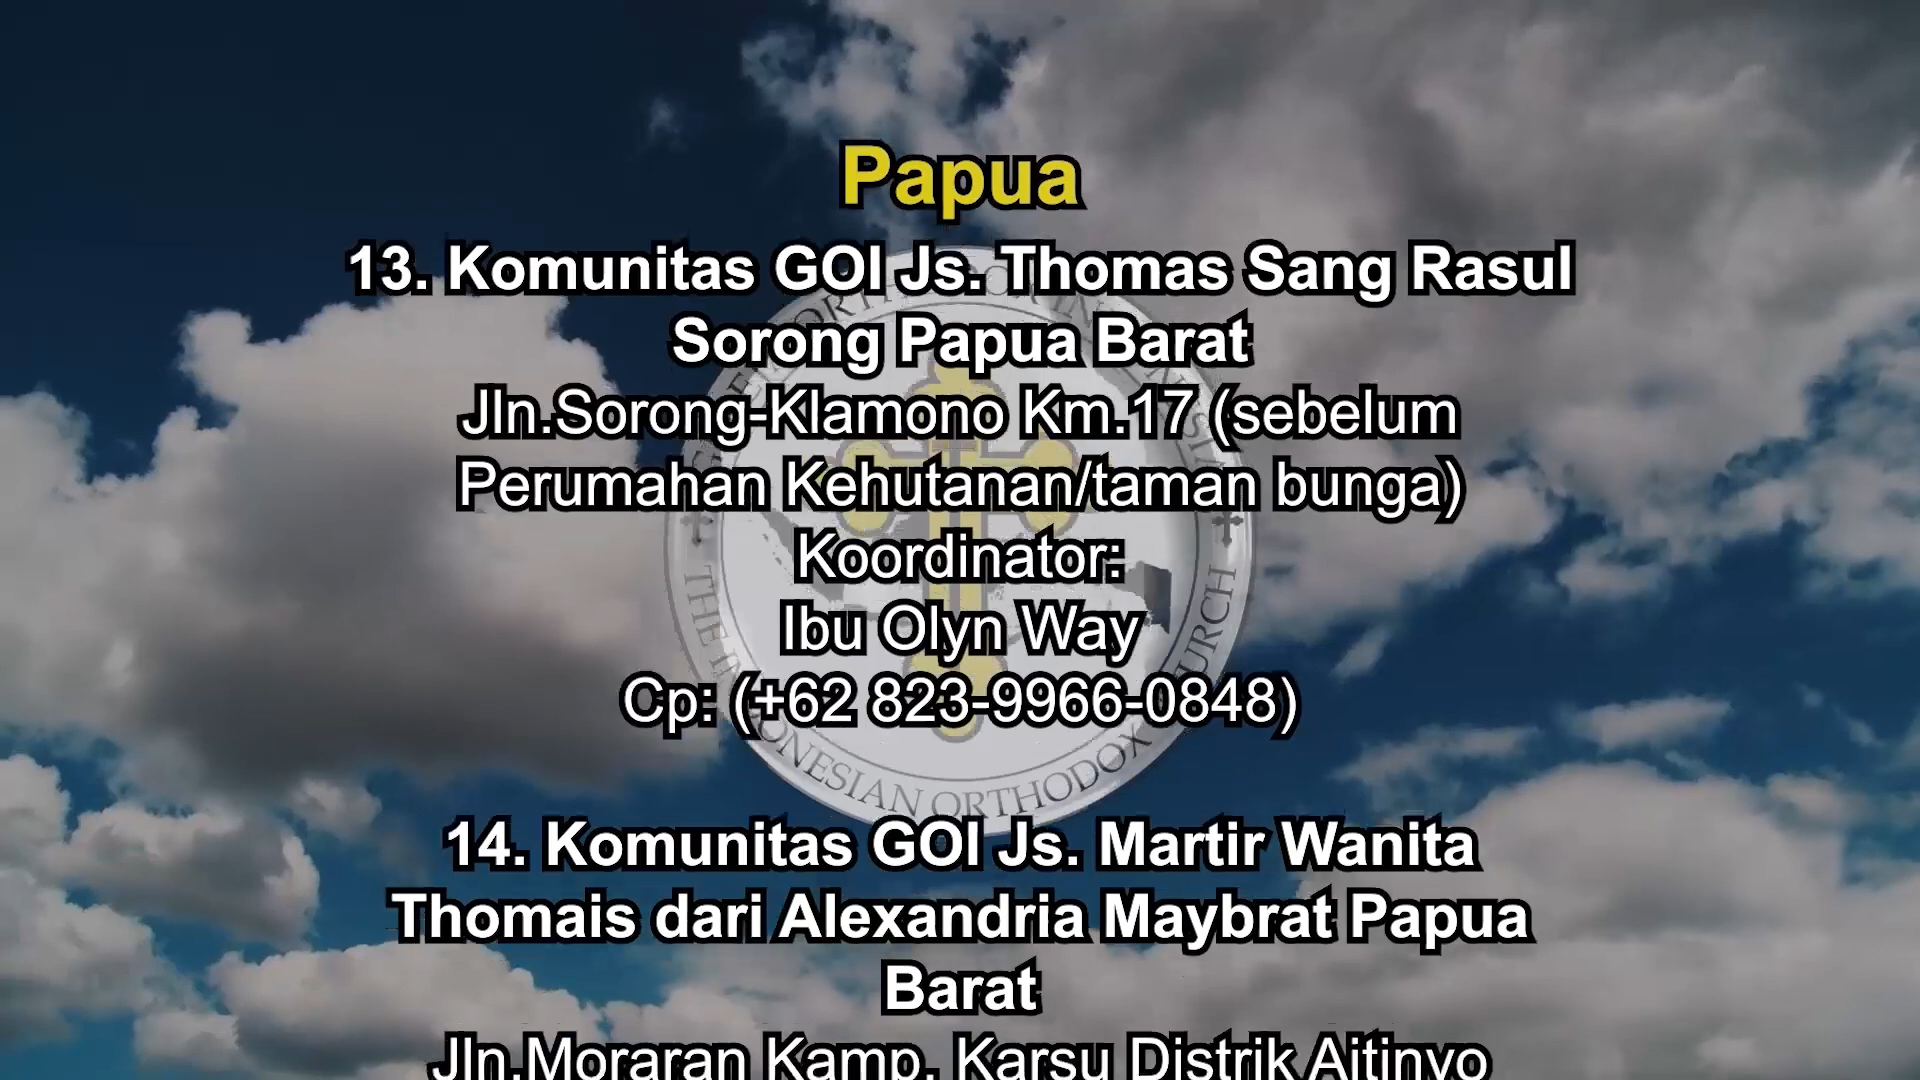 Papua
13. Komunitas GOI Js. Thomas Sang Rasul
Sorong Papua Barat
Jln.Sorong-Klamono Km.17 (sebelum
Perumahan Kehutanan/taman bunga)
Koordinator:
Ibu Olyn Way
Cp: (+62 823-9966-0848)
14. Komunitas GOI Js. Martir Wanita
Thomais dari Alexandria Maybrat Papua
Barat
Jln.Moraran Kamp. Karsu Distrik Aitinyo
ORTHODOX